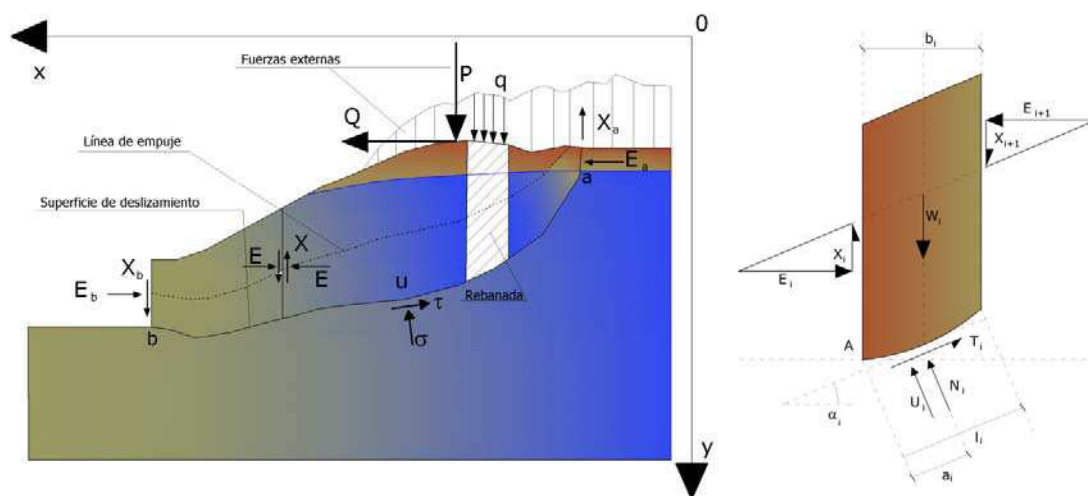 0
x
Fuerzas externas
P
q
Q
X a
Línea de empuje
E a
a
Superficie de deslizamiento
X b
E
X
E
E b
u
τ
Rebanada
b
σ
y
b i
E i+1
X i+1
W i
X i
E i
A
T i
N i
U i
α i
l i
a i